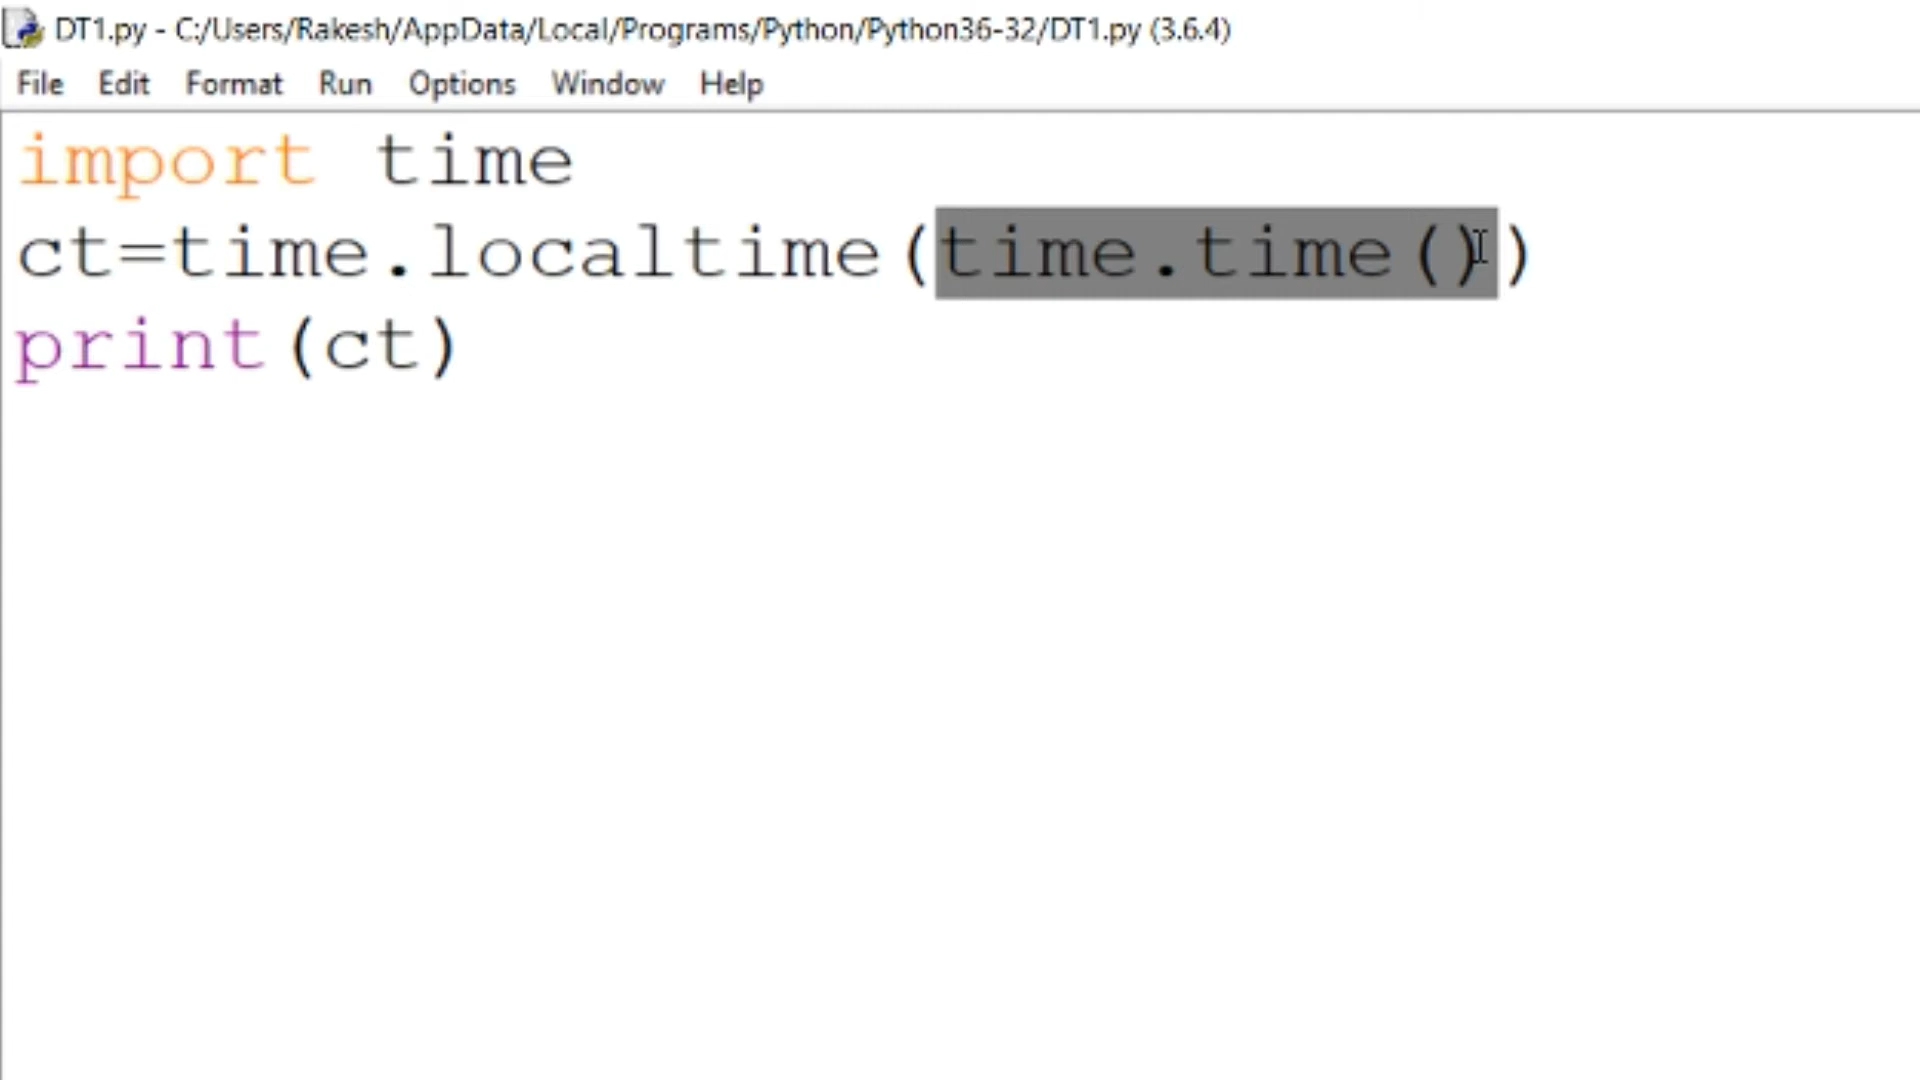 DT1.py - C:/Users/Rakesh/AppData/Local/Programs/Python/Python36-32/DT1.py (3.6.4)
File Edit Format Run Options Window Help
import time
ct=time.localtime(time.time())
print(ct)